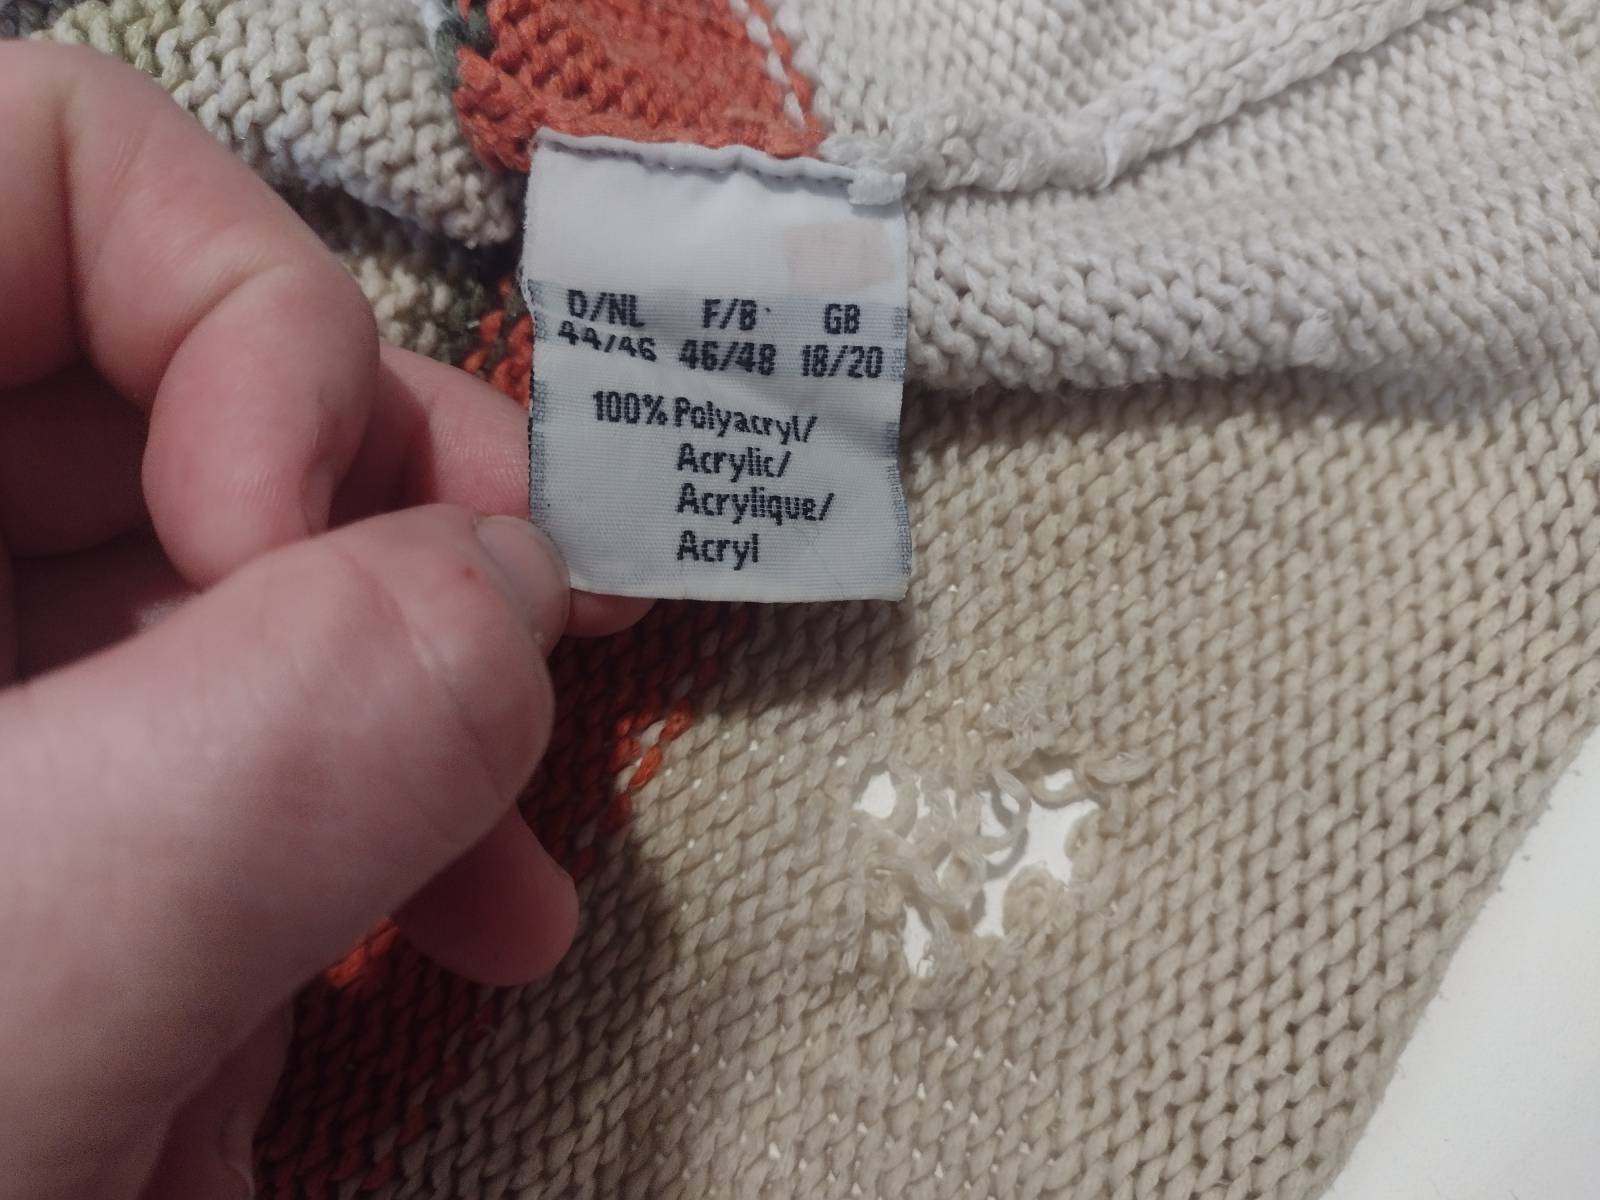 D/NL F/B GB
44/46 46/48 18/20
100% Polyacryl/
Acrylic/
Acrylique/
Acryl